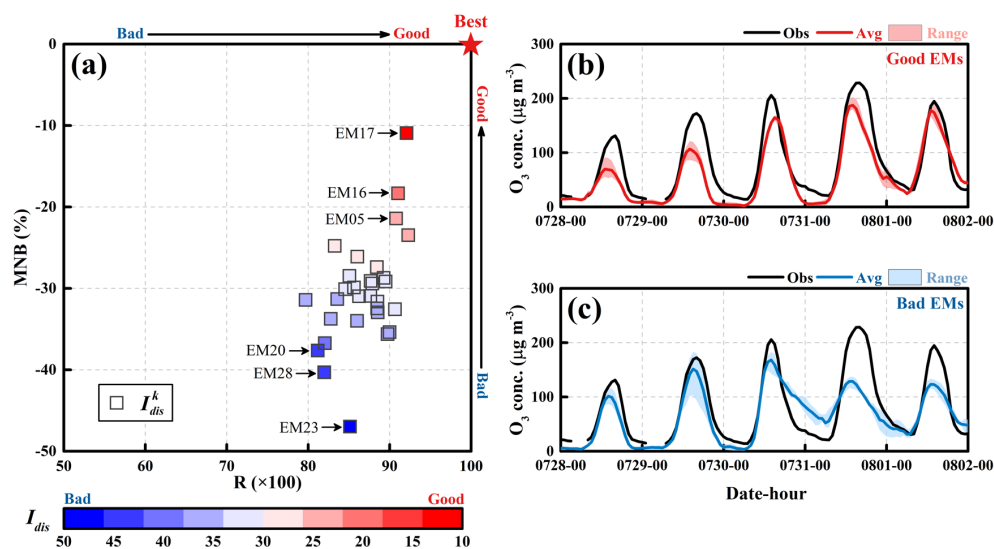 Bad Good Best
(a)
MNB (%)
0
-10
-20
-30
-40
-50
Good
Bad
EM17
EM16
EM05
EM20
EM28
EM23
I^k_dis
50 60 70 80 90 100
R (×100)
Bad Good
I_dis
50 45 40 35 30 25 20 15 10
Obs Avg Range
(b) Good EMs
O₃ conc. (μg m⁻³)
300
200
100
0
0728-00 0729-00 0730-00 0731-00 0801-00 0802-00
Obs Avg Range
(c) Bad EMs
O₃ conc. (μg m⁻³)
300
200
100
0
0728-00 0729-00 0730-00 0731-00 0801-00 0802-00
Date-hour